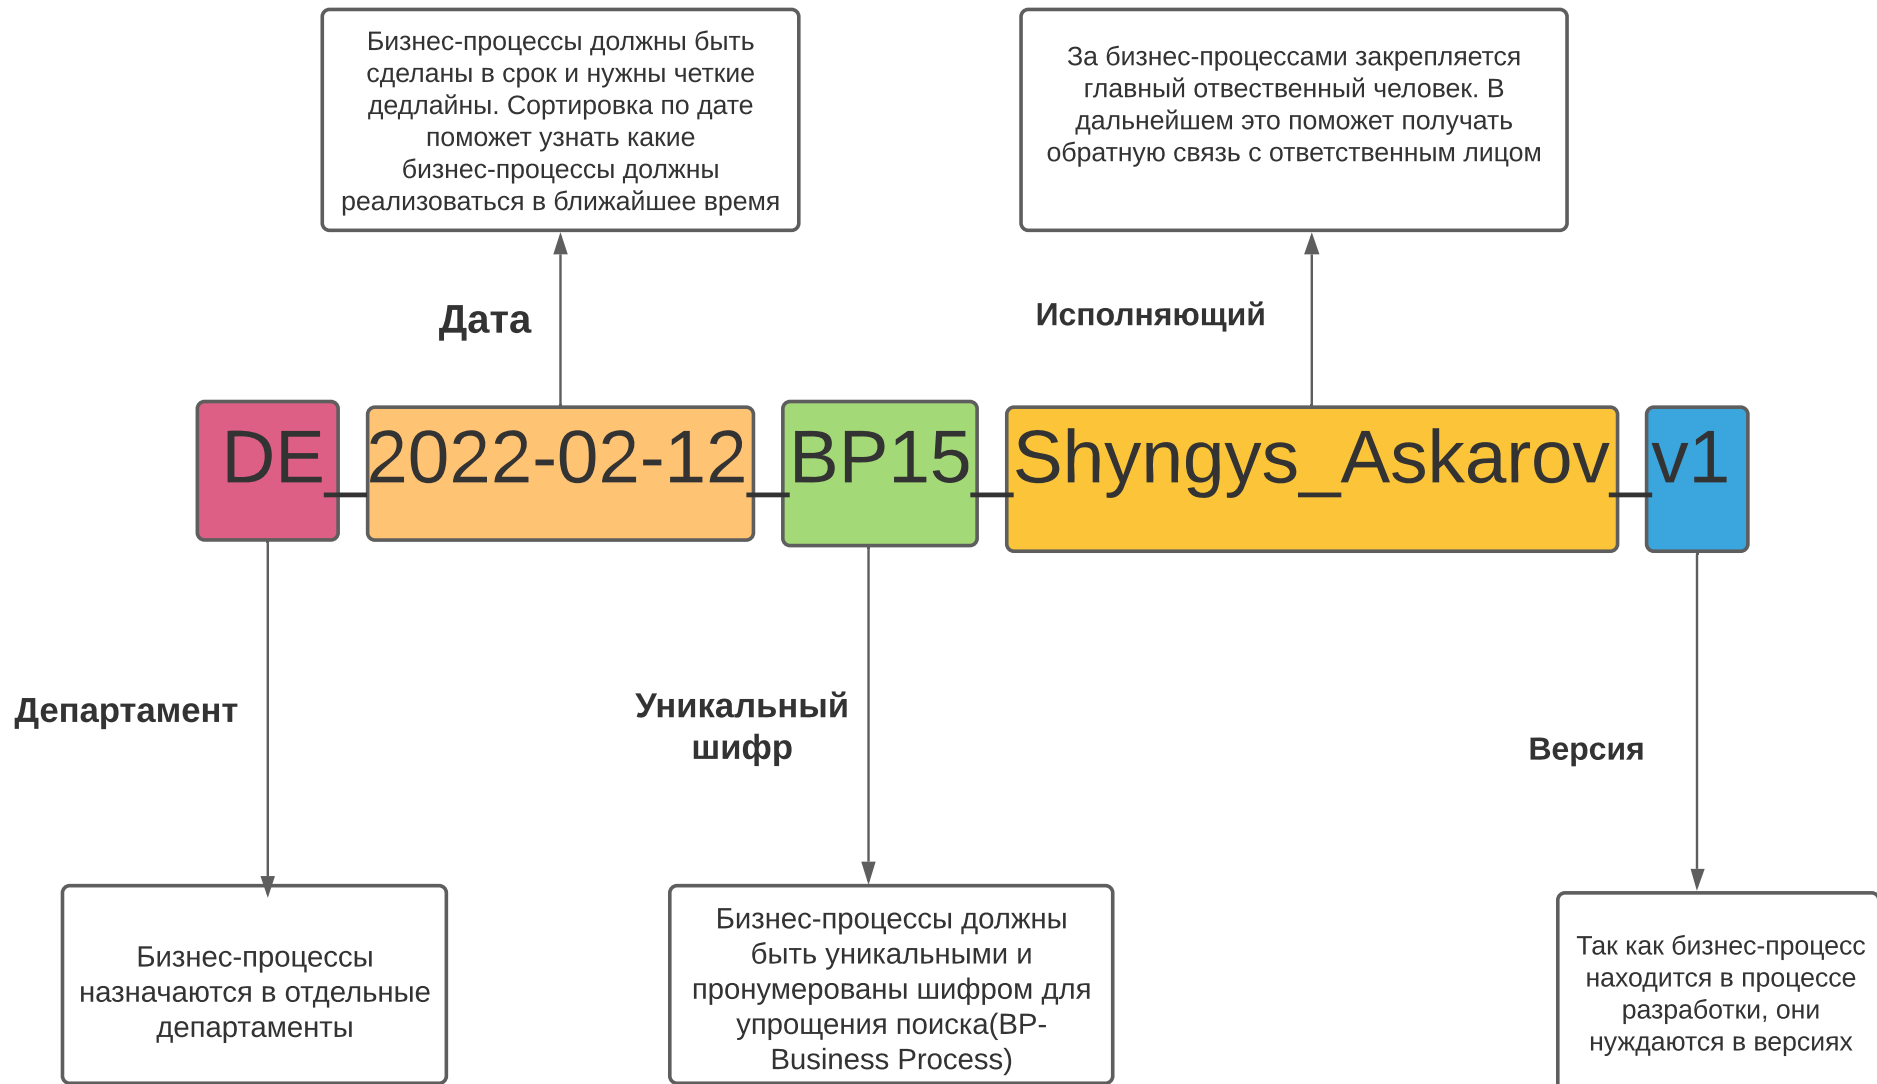 Бизнес-процессы должны быть
сделаны в срок и нужны четкие
дедлайны. Сортировка по дате
поможет узнать какие
бизнес-процессы должны
реализоваться в ближайшее время
За бизнес-процессами закрепляется
главный отвественный человек. В
дальнейшем это поможет получать
обратную связь с ответственным лицом
Дата
Исполняющий
DE_2022-02-12_BP15_Shyngys_Askarov_v1
Департамент
Уникальный
шифр
Версия
Бизнес-процессы
назначаются в отдельные
департаменты
Бизнес-процессы должны
быть уникальными и
пронумерованы шифром для
упрощения поиска(BP-
Business Process)
Так как бизнес-процесс
находится в процессе
разработки, они
нуждаются в версиях